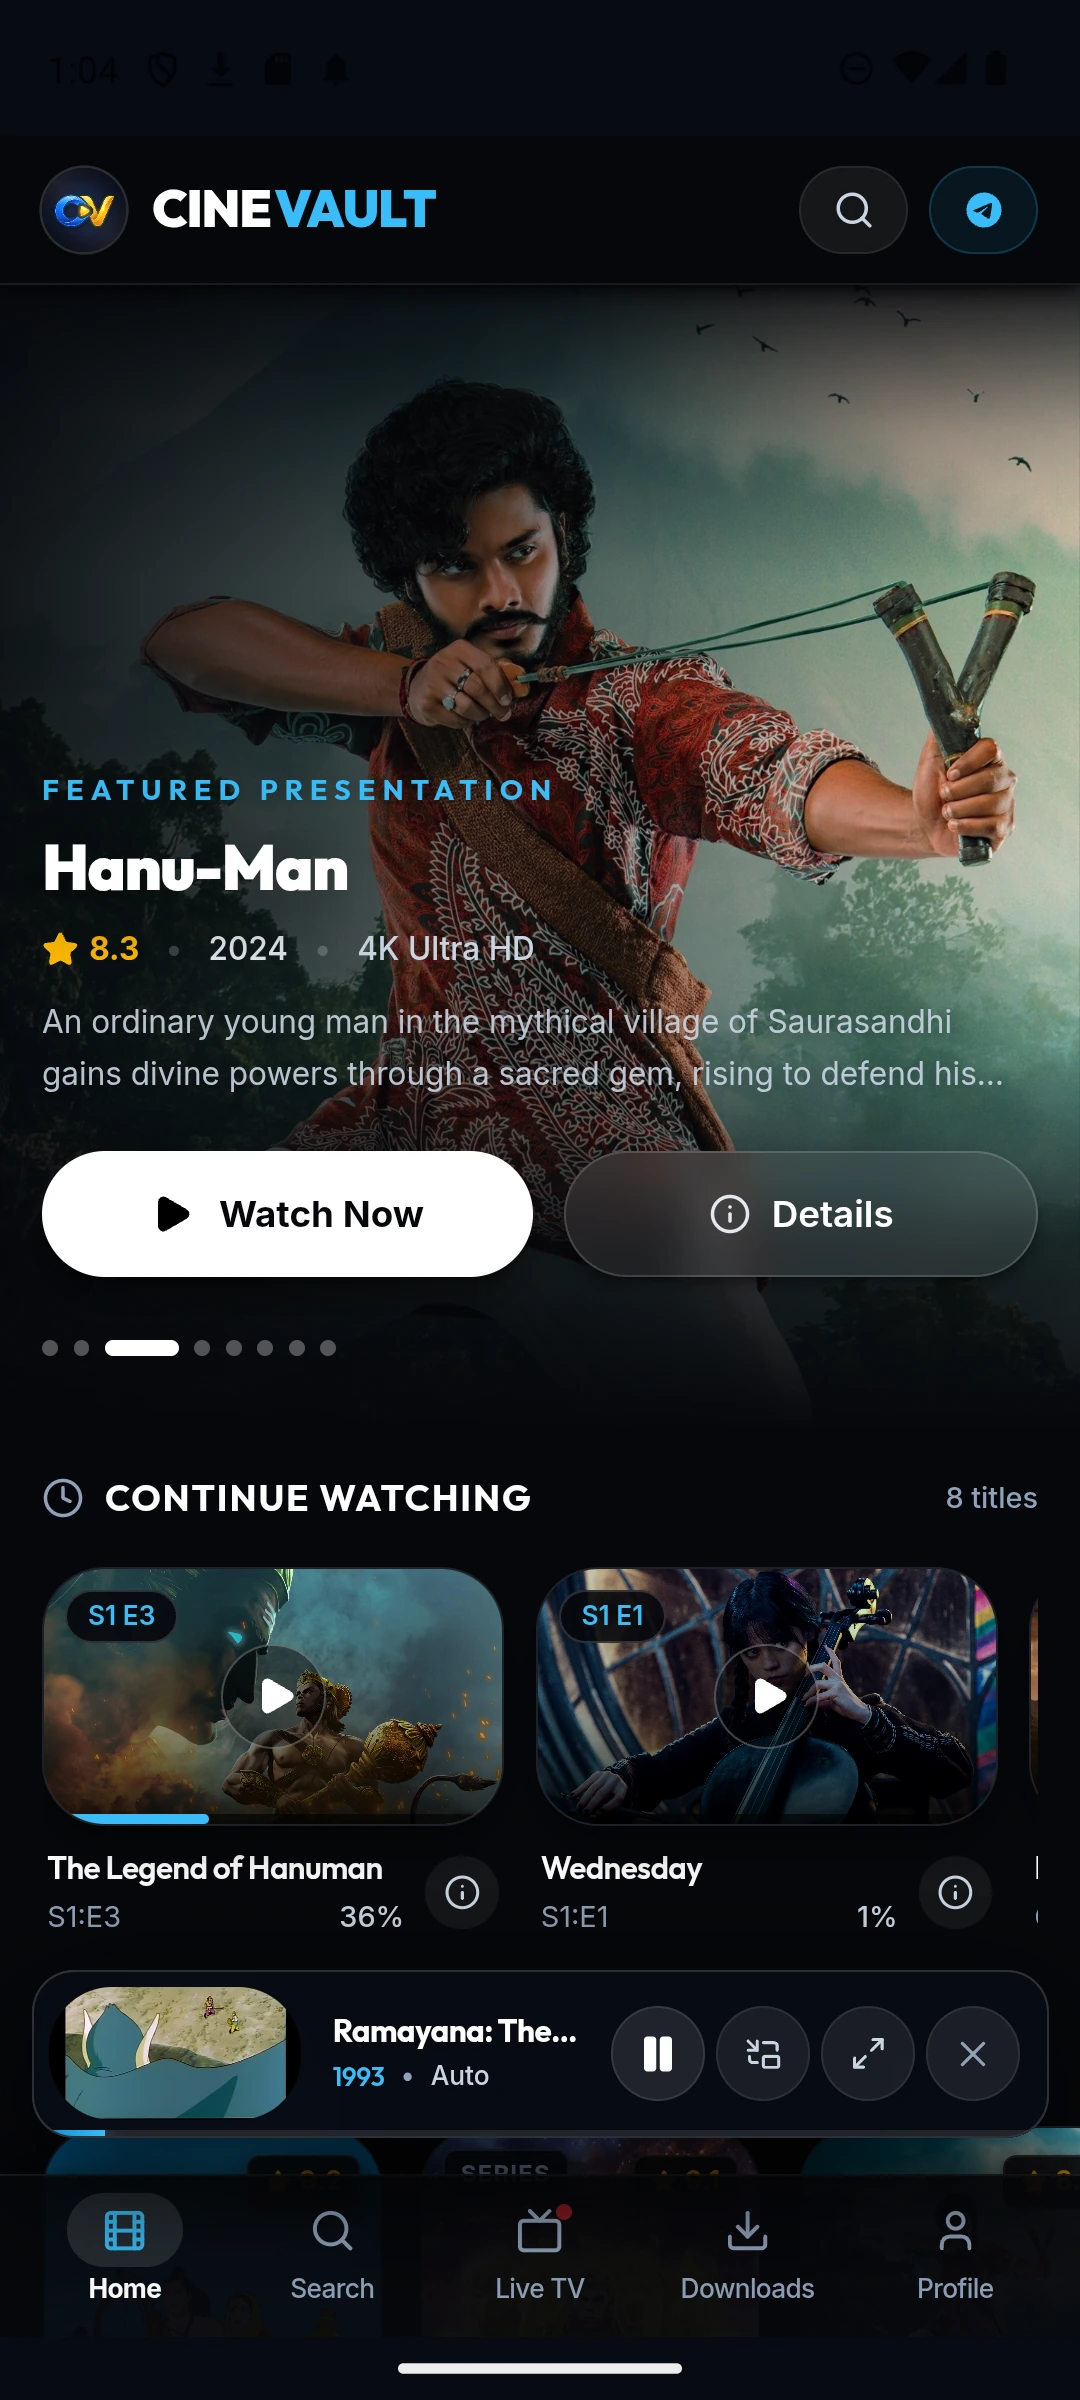 1:04
CV
CINEVAULT
FEATURED PRESENTATION
Hanu-Man
8.3 • 2024 • 4K Ultra HD
An ordinary young man in the mythical village of Saurasandhi
gains divine powers through a sacred gem, rising to defend his...
Watch Now
Details
CONTINUE WATCHING
8 titles
S1 E3
S1 E1
The Legend of Hanuman
S1:E3
36%
Wednesday
S1:E1
1%
Ramayana: The...
1993 • Auto
SERIES
Home
Search
Live TV
Downloads
Profile